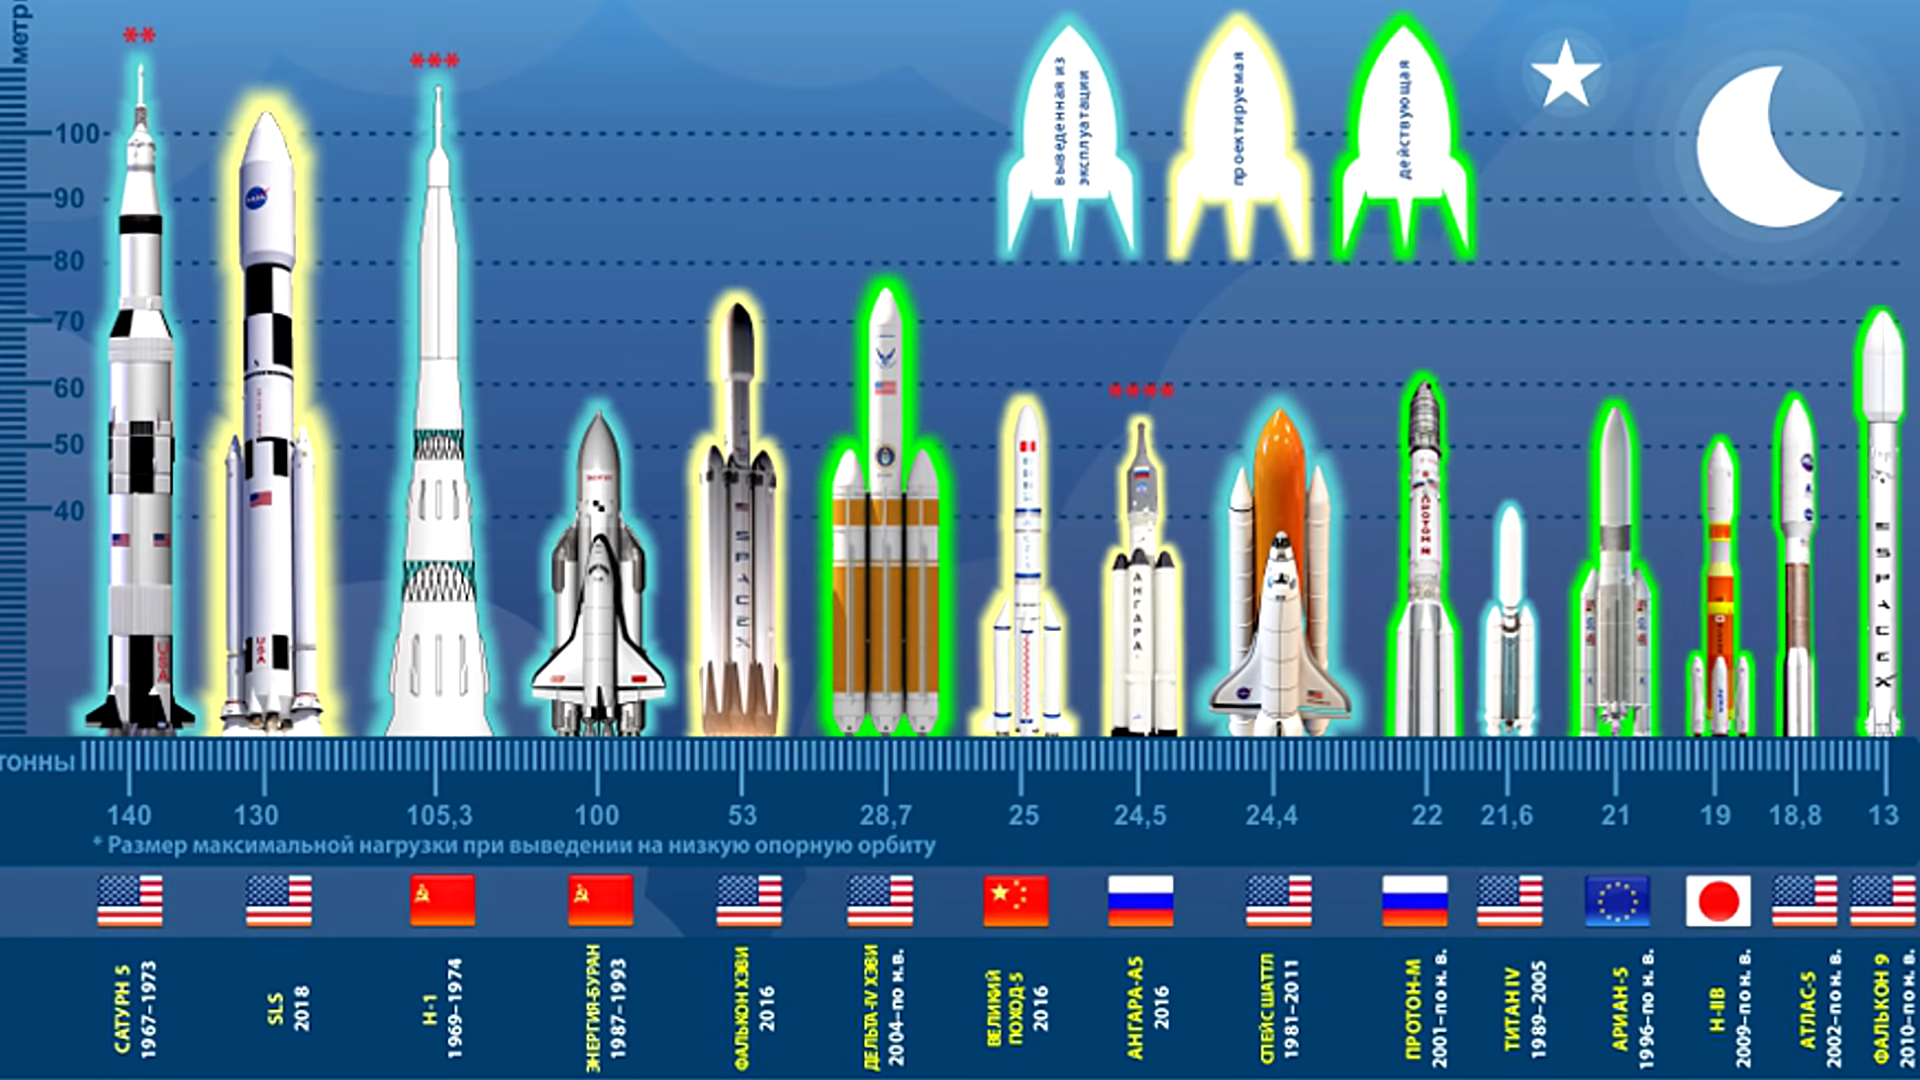 метр
**
***
****
100
90
80
70
60
50
40
выведенная из
эксплуатации
проектируемая
действующая
USA
USA
SPACEX
АНГАРА
ПРОТОН
SPACEX
тонны
140
130
105,3
100
53
28,7
25
24,5
24,4
22
21,6
21
19
18,8
13
* Размер максимальной нагрузки при выведении на низкую опорную орбиту
САТУРН 5
1967–1973
SLS
2018
Н-1
1969–1974
ЭНЕРГИЯ-БУРАН
1987–1993
ФАЛЬКОН ХЭВИ
2016
ДЕЛЬТА-IV ХЭВИ
2004–по н.в.
ВЕЛИКИЙ
ПОХОД-5
2016
АНГАРА-А5
2016
СПЕЙС ШАТТЛ
1981–2011
ПРОТОН-М
2001–по н. в.
ТИТАН IV
1989–2005
АРИАН-5
1996–по н. в.
H-IIB
2009–по н. в.
АТЛАС-5
2002–по н. в.
ФАЛЬКОН 9
2010–по н. в.